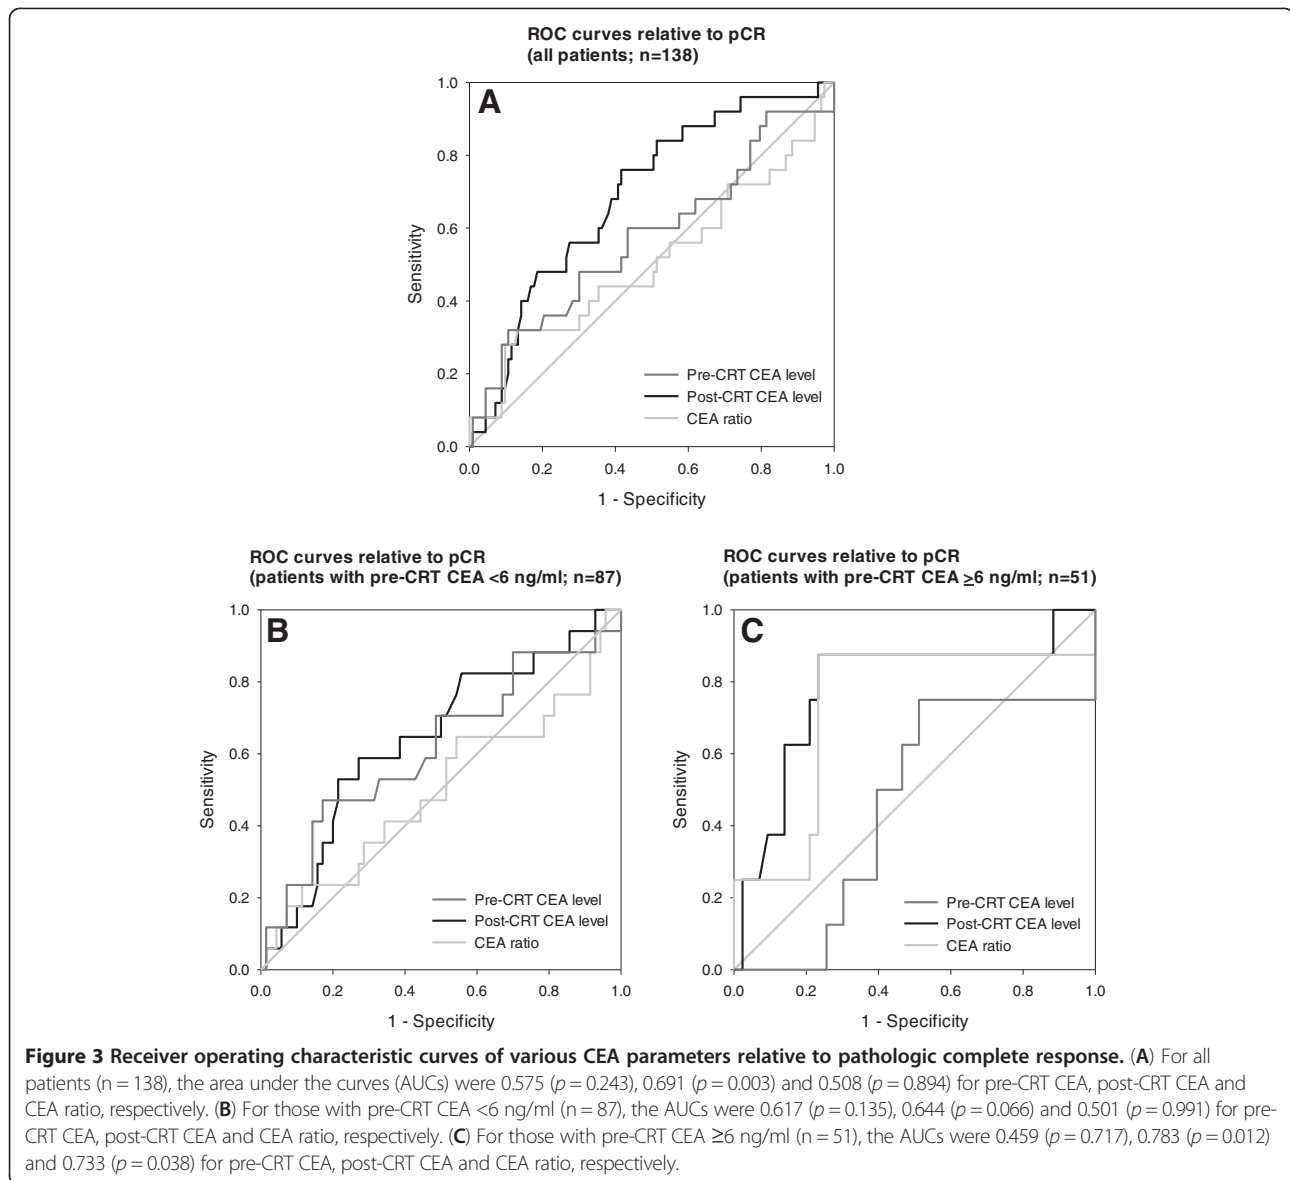 ROC curves relative to pCR
(all patients; n=138)
A
1.0
0.8
0.6
0.4
0.2
0.0
Sensitivity
Pre-CRT CEA level
Post-CRT CEA level
CEA ratio
0.0 0.2 0.4 0.6 0.8 1.0
1 - Specificity
ROC curves relative to pCR
(patients with pre-CRT CEA <6 ng/ml; n=87)
B
1.0
0.8
0.6
0.4
0.2
0.0
Sensitivity
Pre-CRT CEA level
Post-CRT CEA level
CEA ratio
0.0 0.2 0.4 0.6 0.8 1.0
1 - Specificity
ROC curves relative to pCR
(patients with pre-CRT CEA ≥6 ng/ml; n=51)
C
1.0
0.8
0.6
0.4
0.2
0.0
Sensitivity
Pre-CRT CEA level
Post-CRT CEA level
CEA ratio
0.0 0.2 0.4 0.6 0.8 1.0
1 - Specificity
Figure 3 Receiver operating characteristic curves of various CEA parameters relative to pathologic complete response. (A) For all
patients (n = 138), the area under the curves (AUCs) were 0.575 (p = 0.243), 0.691 (p = 0.003) and 0.508 (p = 0.894) for pre-CRT CEA, post-CRT CEA and
CEA ratio, respectively. (B) For those with pre-CRT CEA <6 ng/ml (n = 87), the AUCs were 0.617 (p = 0.135), 0.644 (p = 0.066) and 0.501 (p = 0.991) for pre-
CRT CEA, post-CRT CEA and CEA ratio, respectively. (C) For those with pre-CRT CEA ≥6 ng/ml (n = 51), the AUCs were 0.459 (p = 0.717), 0.783 (p = 0.012)
and 0.733 (p = 0.038) for pre-CRT CEA, post-CRT CEA and CEA ratio, respectively.